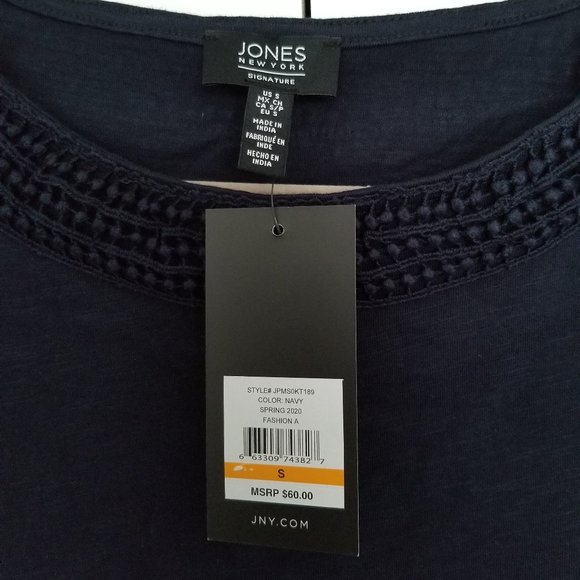 JONES
NEW YORK
SIGNATURE
US S
MX CH
CA S/P
EU S
MADE IN
INDIA
FABRIQUÉ EN
INDE
HECHO EN
INDIA
STYLE# JPMS0KT189
COLOR: NAVY
SPRING 2020
FASHION A
6 63309 74382 7
S
MSRP $60.00
JNY.COM